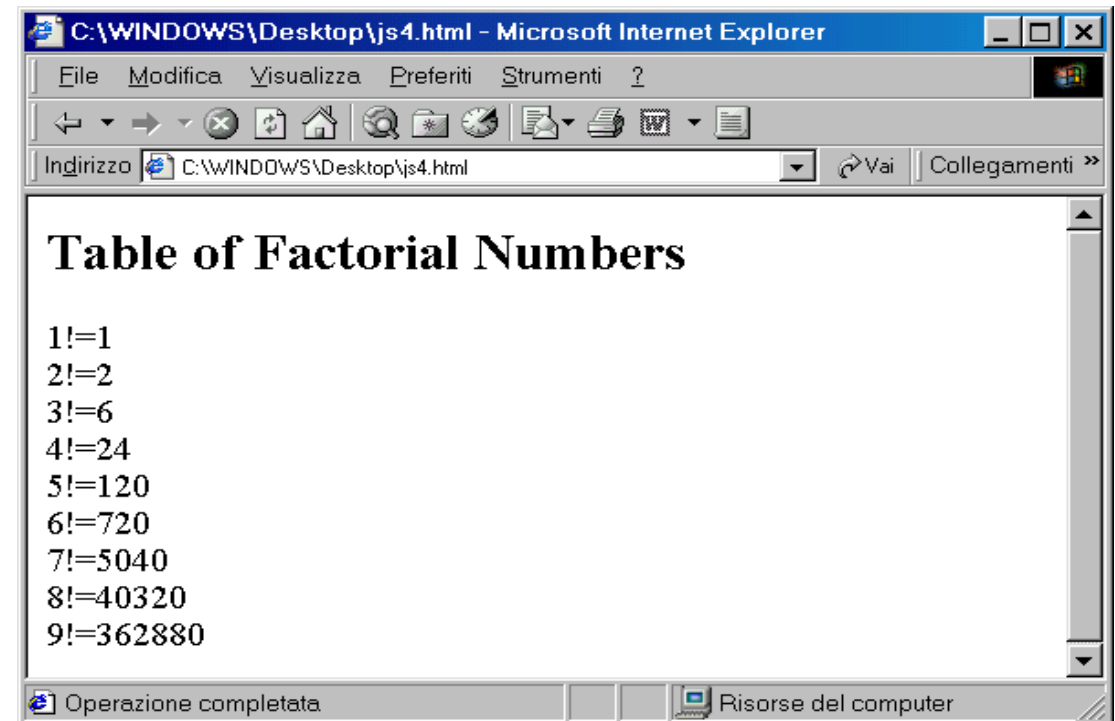 C:\WINDOWS\Desktop\js4.html - Microsoft Internet Explorer
File Modifica Visualizza Preferiti Strumenti ?
Indirizzo C:\WINDOWS\Desktop\js4.html Vai Collegamenti »
Table of Factorial Numbers
1!=1
2!=2
3!=6
4!=24
5!=120
6!=720
7!=5040
8!=40320
9!=362880
Operazione completata Risorse del computer